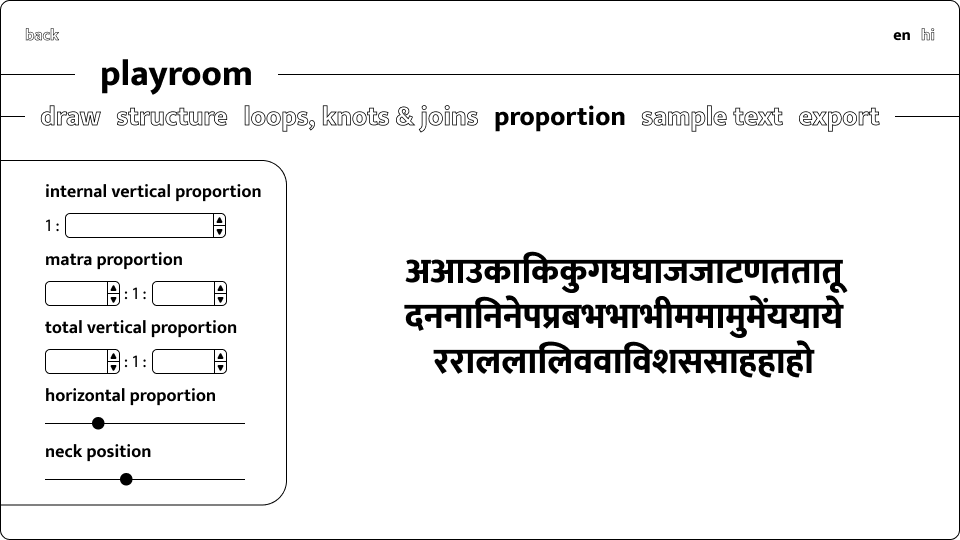 back
en hi
playroom
draw structure loops, knots & joins proportion sample text export
internal vertical proportion
1 :
matra proportion
: 1 :
total vertical proportion
: 1 :
horizontal proportion
neck position
अआउकाकिकुगघघाजजाटणततातू
दननानिनेपप्रबभभाभीममामुमेंययाये
रराललालिववाविशससाहहाहो